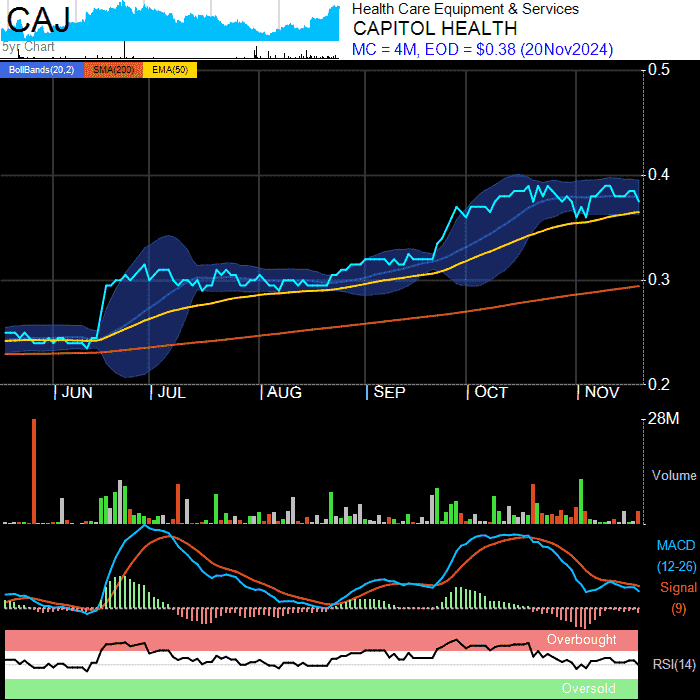 CAJ
5yr Chart
Health Care Equipment & Services
CAPITOL HEALTH
MC = 4M, EOD = $0.38 (20Nov2024)
BollBands(20,2) SMA(200) EMA(50)
0.5
0.4
0.3
0.2
JUN JUL AUG SEP OCT NOV
28M
Volume
MACD
(12-26)
Signal
(9)
Overbought
RSI(14)
Oversold